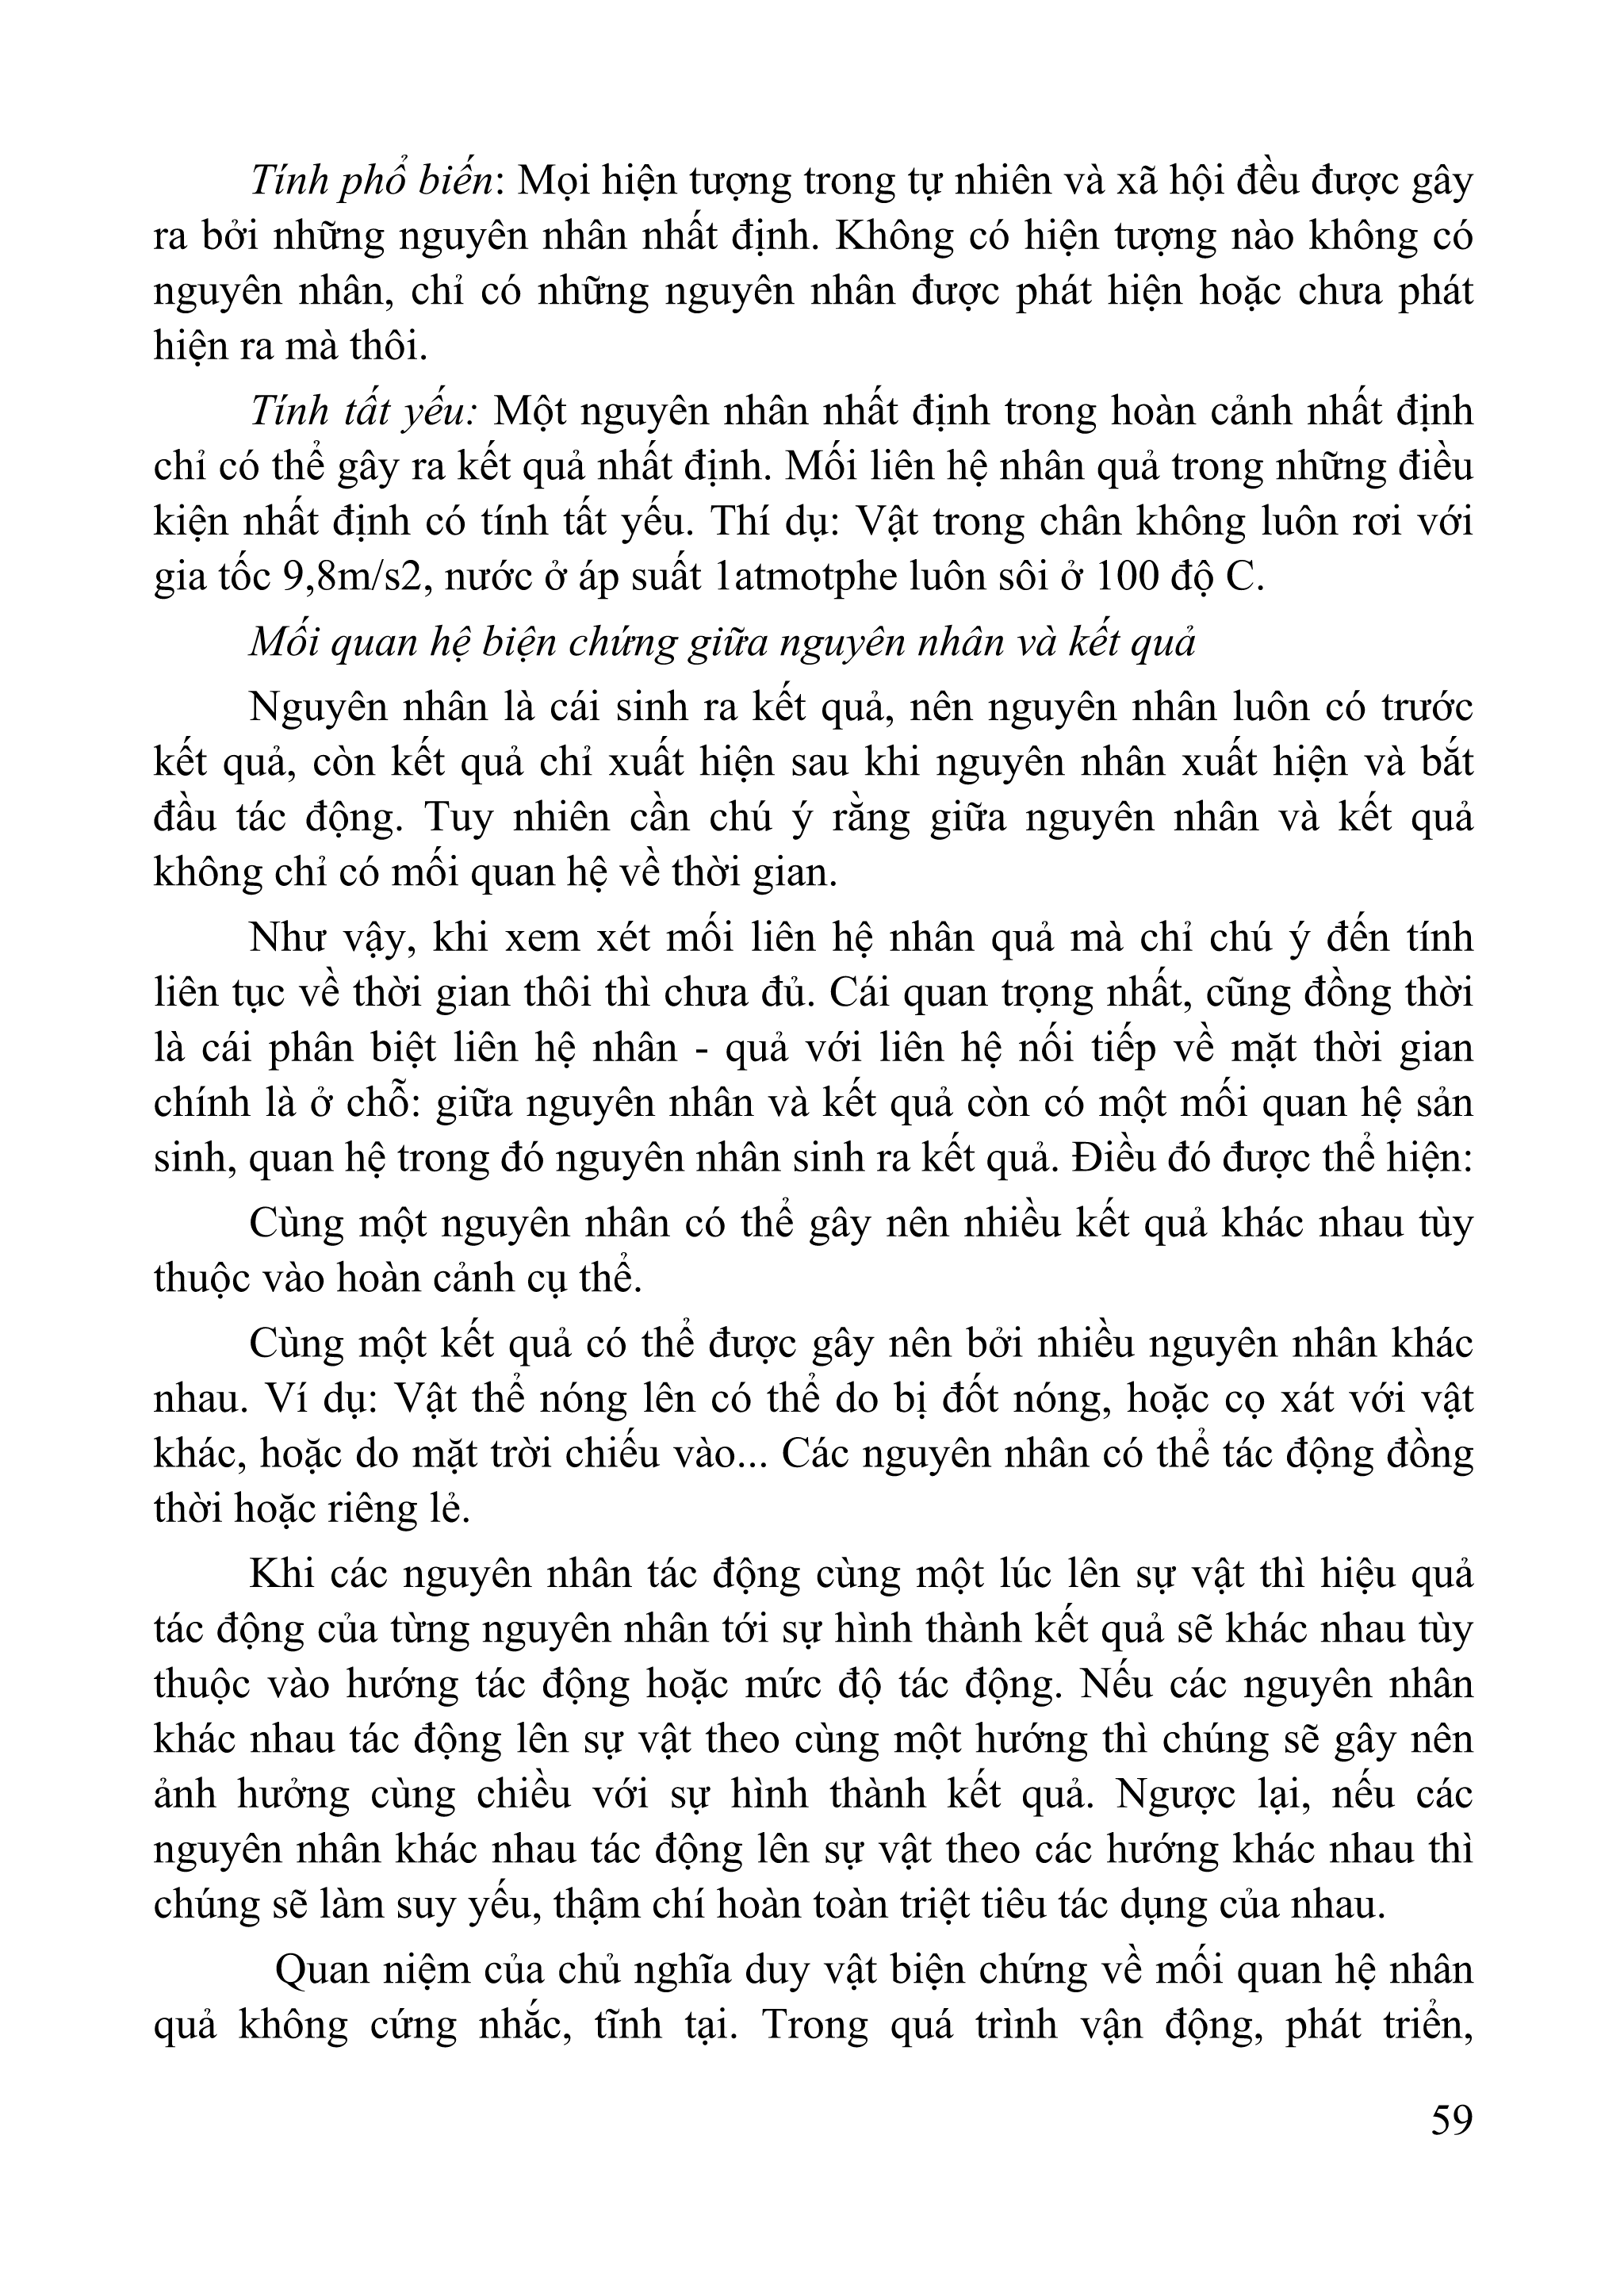 Tính phổ biến: Mọi hiện tượng trong tự nhiên và xã hội đều được gây
ra bởi những nguyên nhân nhất định. Không có hiện tượng nào không có
nguyên nhân, chỉ có những nguyên nhân được phát hiện hoặc chưa phát
hiện ra mà thôi.
Tính tất yếu: Một nguyên nhân nhất định trong hoàn cảnh nhất định
chỉ có thể gây ra kết quả nhất định. Mối liên hệ nhân quả trong những điều
kiện nhất định có tính tất yếu. Thí dụ: Vật trong chân không luôn rơi với
gia tốc 9,8m/s2, nước ở áp suất 1atmotphe luôn sôi ở 100 độ C.
Mối quan hệ biện chứng giữa nguyên nhân và kết quả
Nguyên nhân là cái sinh ra kết quả, nên nguyên nhân luôn có trước
kết quả, còn kết quả chỉ xuất hiện sau khi nguyên nhân xuất hiện và bắt
đầu tác động. Tuy nhiên cần chú ý rằng giữa nguyên nhân và kết quả
không chỉ có mối quan hệ về thời gian.
Như vậy, khi xem xét mối liên hệ nhân quả mà chỉ chú ý đến tính
liên tục về thời gian thôi thì chưa đủ. Cái quan trọng nhất, cũng đồng thời
là cái phân biệt liên hệ nhân - quả với liên hệ nối tiếp về mặt thời gian
chính là ở chỗ: giữa nguyên nhân và kết quả còn có một mối quan hệ sản
sinh, quan hệ trong đó nguyên nhân sinh ra kết quả. Điều đó được thể hiện:
Cùng một nguyên nhân có thể gây nên nhiều kết quả khác nhau tùy
thuộc vào hoàn cảnh cụ thể.
Cùng một kết quả có thể được gây nên bởi nhiều nguyên nhân khác
nhau. Ví dụ: Vật thể nóng lên có thể do bị đốt nóng, hoặc cọ xát với vật
khác, hoặc do mặt trời chiếu vào... Các nguyên nhân có thể tác động đồng
thời hoặc riêng lẻ.
Khi các nguyên nhân tác động cùng một lúc lên sự vật thì hiệu quả
tác động của từng nguyên nhân tới sự hình thành kết quả sẽ khác nhau tùy
thuộc vào hướng tác động hoặc mức độ tác động. Nếu các nguyên nhân
khác nhau tác động lên sự vật theo cùng một hướng thì chúng sẽ gây nên
ảnh hưởng cùng chiều với sự hình thành kết quả. Ngược lại, nếu các
nguyên nhân khác nhau tác động lên sự vật theo các hướng khác nhau thì
chúng sẽ làm suy yếu, thậm chí hoàn toàn triệt tiêu tác dụng của nhau.
Quan niệm của chủ nghĩa duy vật biện chứng về mối quan hệ nhân
quả không cứng nhắc, tĩnh tại. Trong quá trình vận động, phát triển,
59